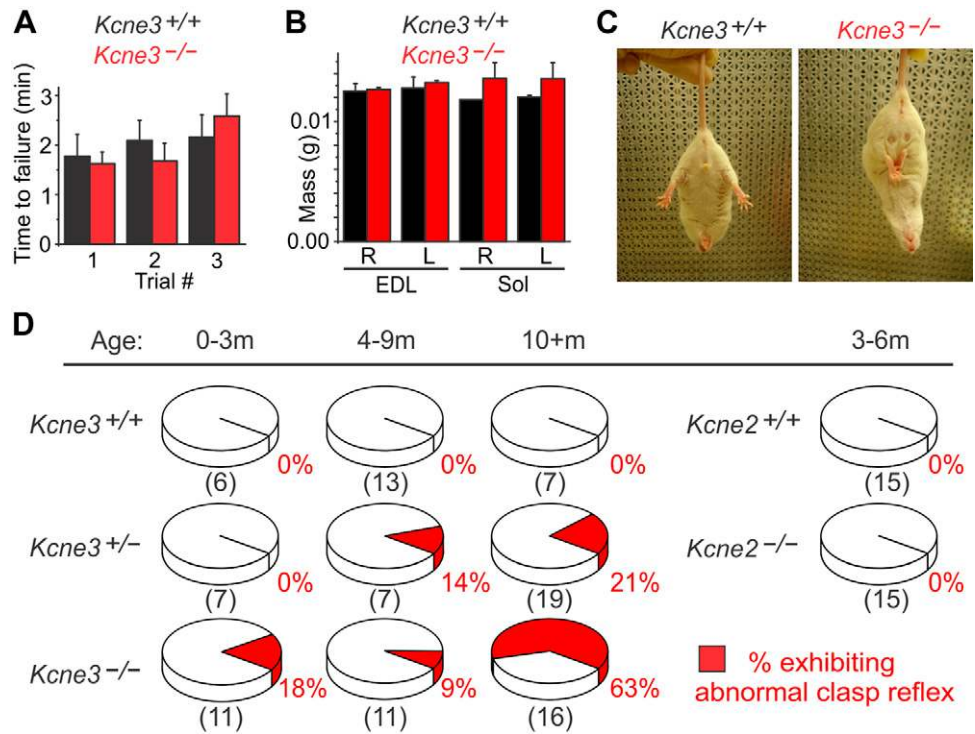 A
Kcne3+/+
Kcne3−/−
Time to failure (min)
3
2
1
0
1 2 3
Trial #
B
Kcne3+/+
Kcne3−/−
Mass (g)
0.01
0.00
R L R L
EDL Sol
C
Kcne3+/+ Kcne3−/−
D
Age: 0-3m 4-9m 10+m 3-6m
Kcne3+/+ 0% 0% 0% Kcne2+/+ 0%
(6) (13) (7) (15)
Kcne3+/− 0% 14% 21% Kcne2−/− 0%
(7) (7) (19) (15)
Kcne3−/− 18% 9% 63%
(11) (11) (16)
% exhibiting
abnormal clasp reflex